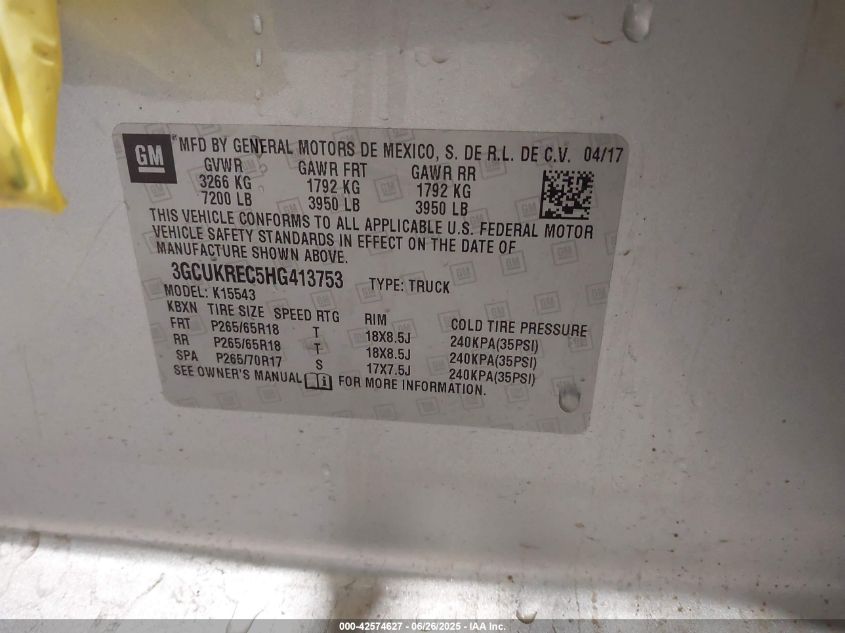 GM
MFD BY GENERAL MOTORS DE MEXICO, S. DE R.L. DE C.V. 04/17
GVWR GAWR FRT GAWR RR
3266 KG 1792 KG 1792 KG
7200 LB 3950 LB 3950 LB
THIS VEHICLE CONFORMS TO ALL APPLICABLE U.S. FEDERAL MOTOR
VEHICLE SAFETY STANDARDS IN EFFECT ON THE DATE OF
MANUFACTURE SHOWN ABOVE.
3GCUKREC5HG413753 TYPE: TRUCK
MODEL: K15543
KBXN TIRE SIZE SPEED RTG RIM COLD TIRE PRESSURE
FRT P265/65R18 T 18X8.5J 240KPA(35PSI)
RR P265/65R18 T 18X8.5J 240KPA(35PSI)
SPA P265/70R17 S 17X7.5J 240KPA(35PSI)
SEE OWNER'S MANUAL FOR MORE INFORMATION.
000-42574627 - 06/26/2025 - IAA Inc.